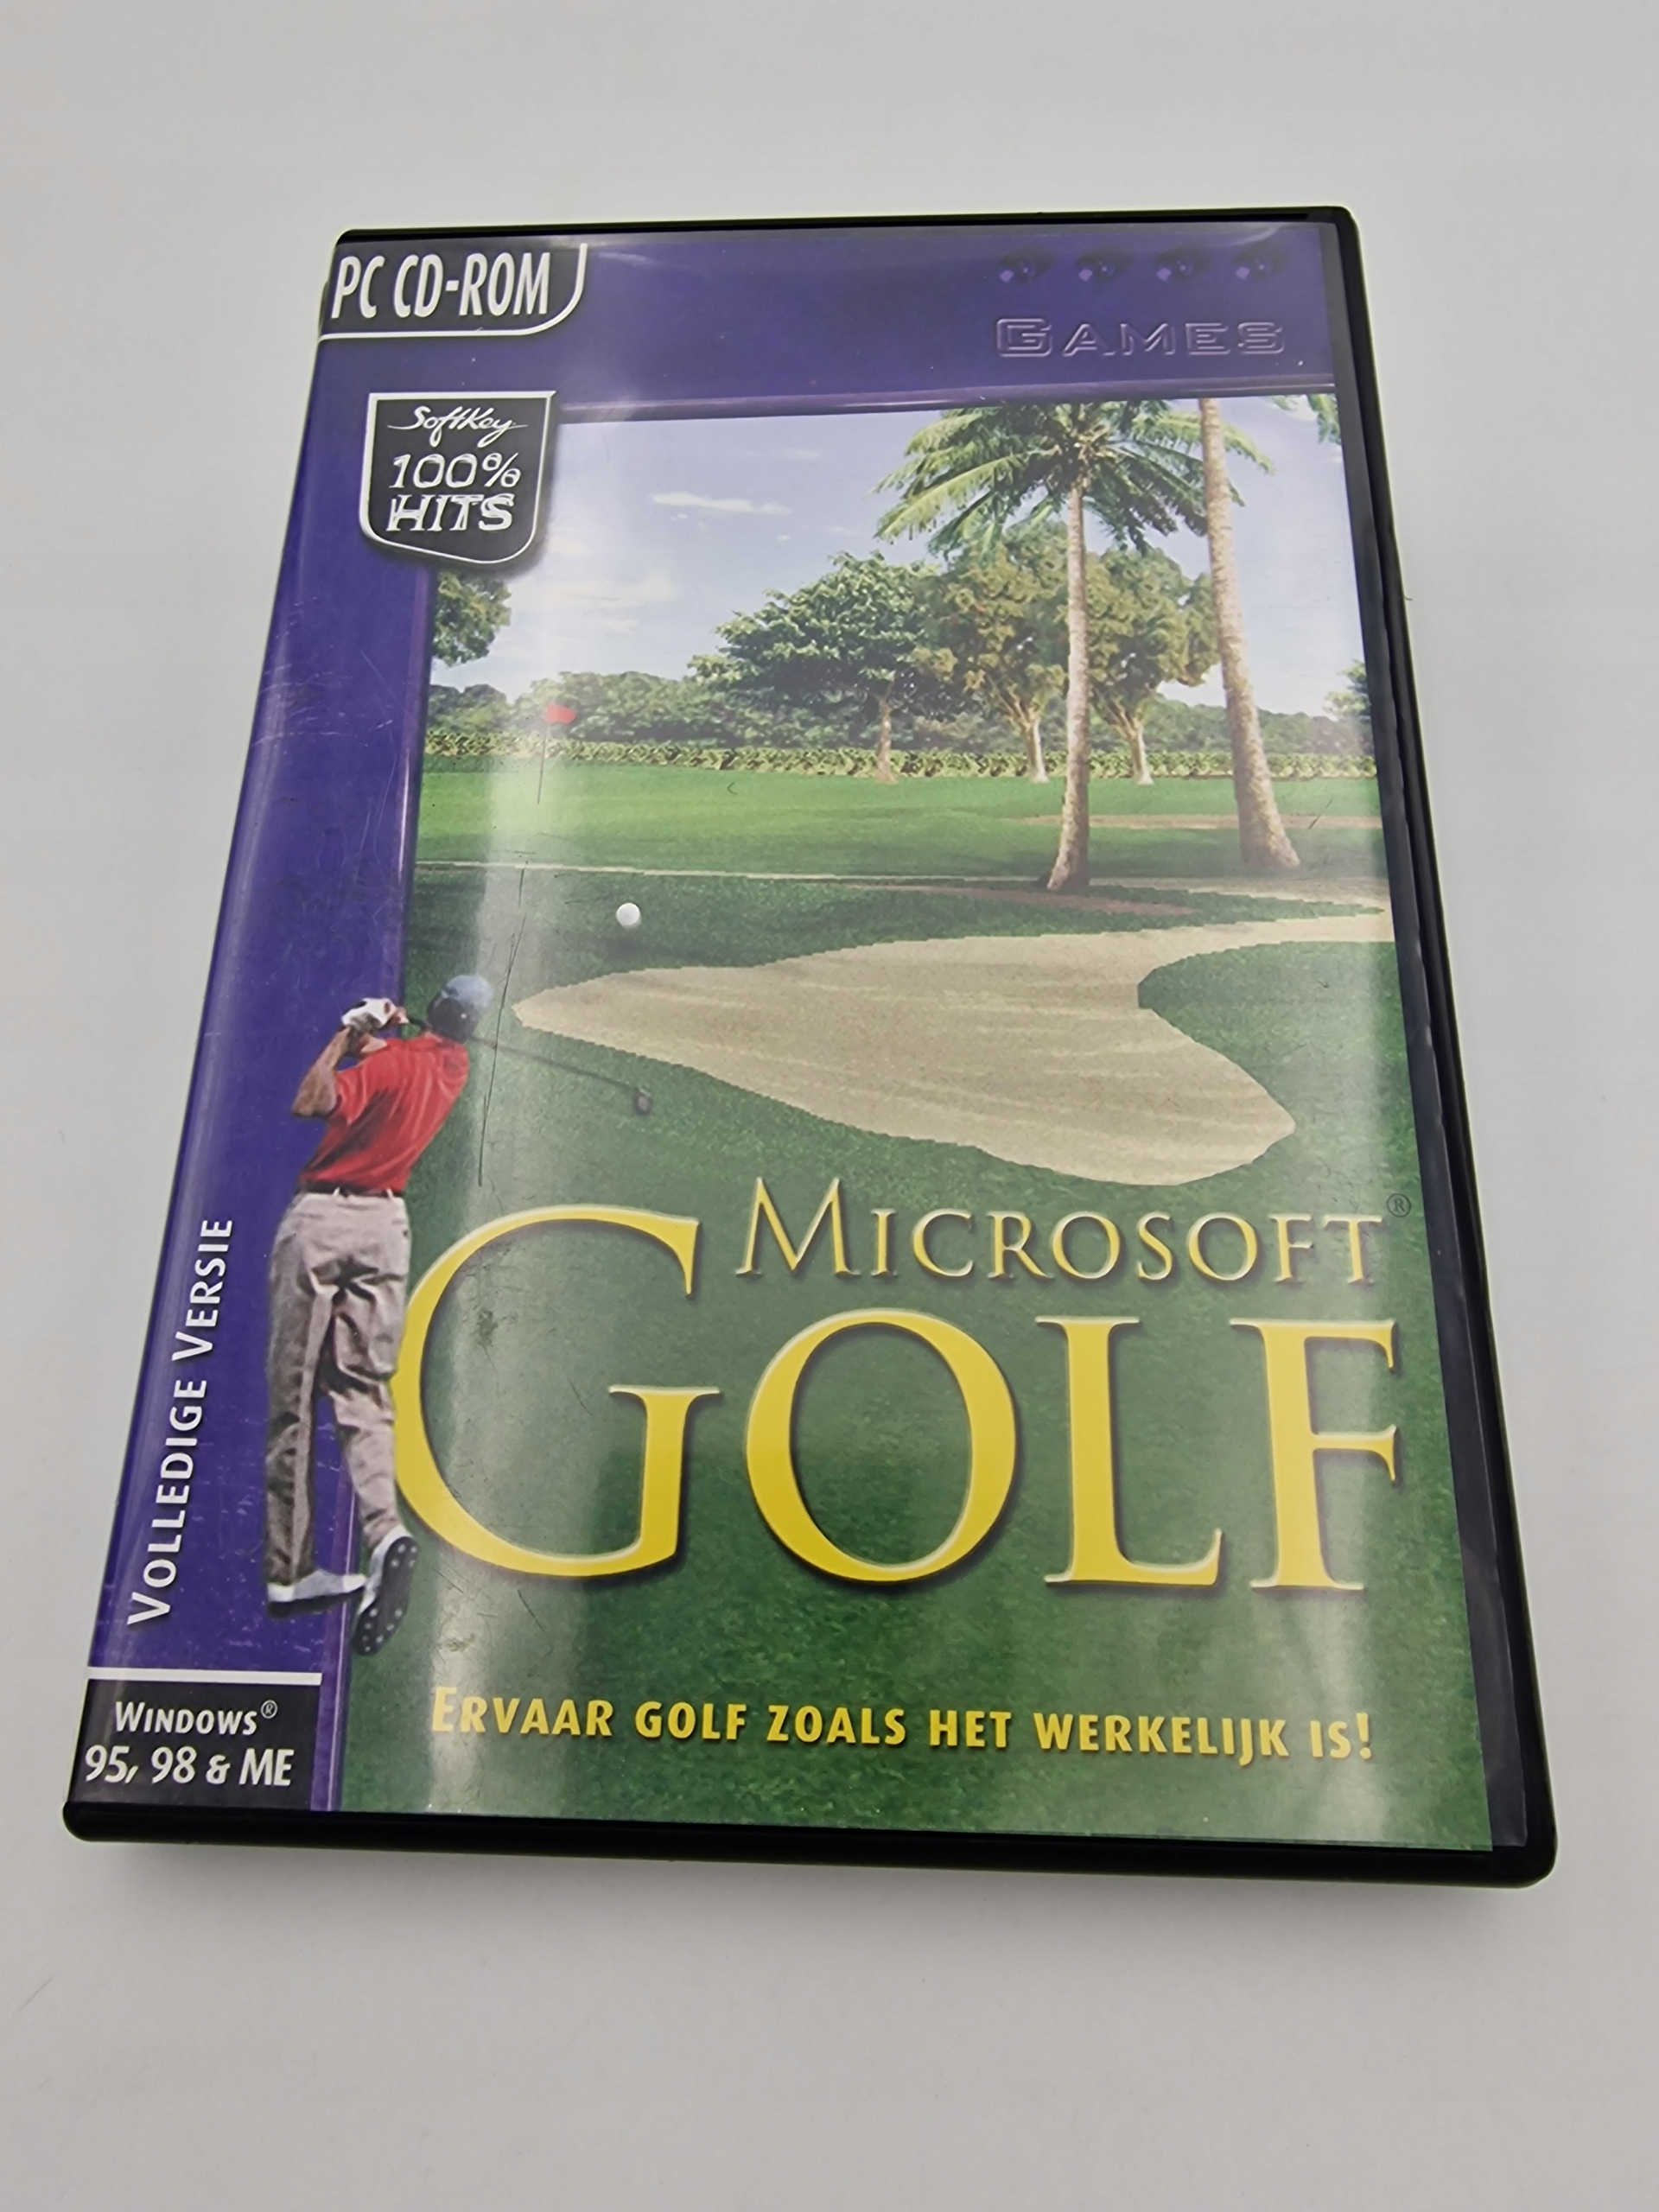 PC CD-ROM
GAMES
SoftKey
100%
HITS
MICROSOFT®
GOLF
VOLLEDIGE VERSIE
ERVAAR GOLF ZOALS HET WERKELIJK IS!
WINDOWS®
95, 98 & ME